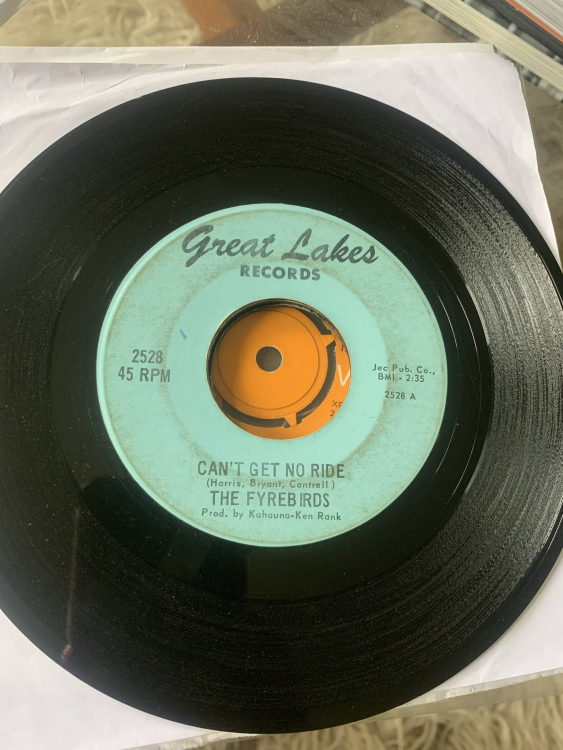 Great Lakes
RECORDS
2528
45 RPM
Jec Pub. Co.,
BMI - 2:35
2528 A
CAN'T GET NO RIDE
(Harris, Bryant, Cantrell)
THE FYREBIRDS
Prod. by Kahauna-Ken Rank